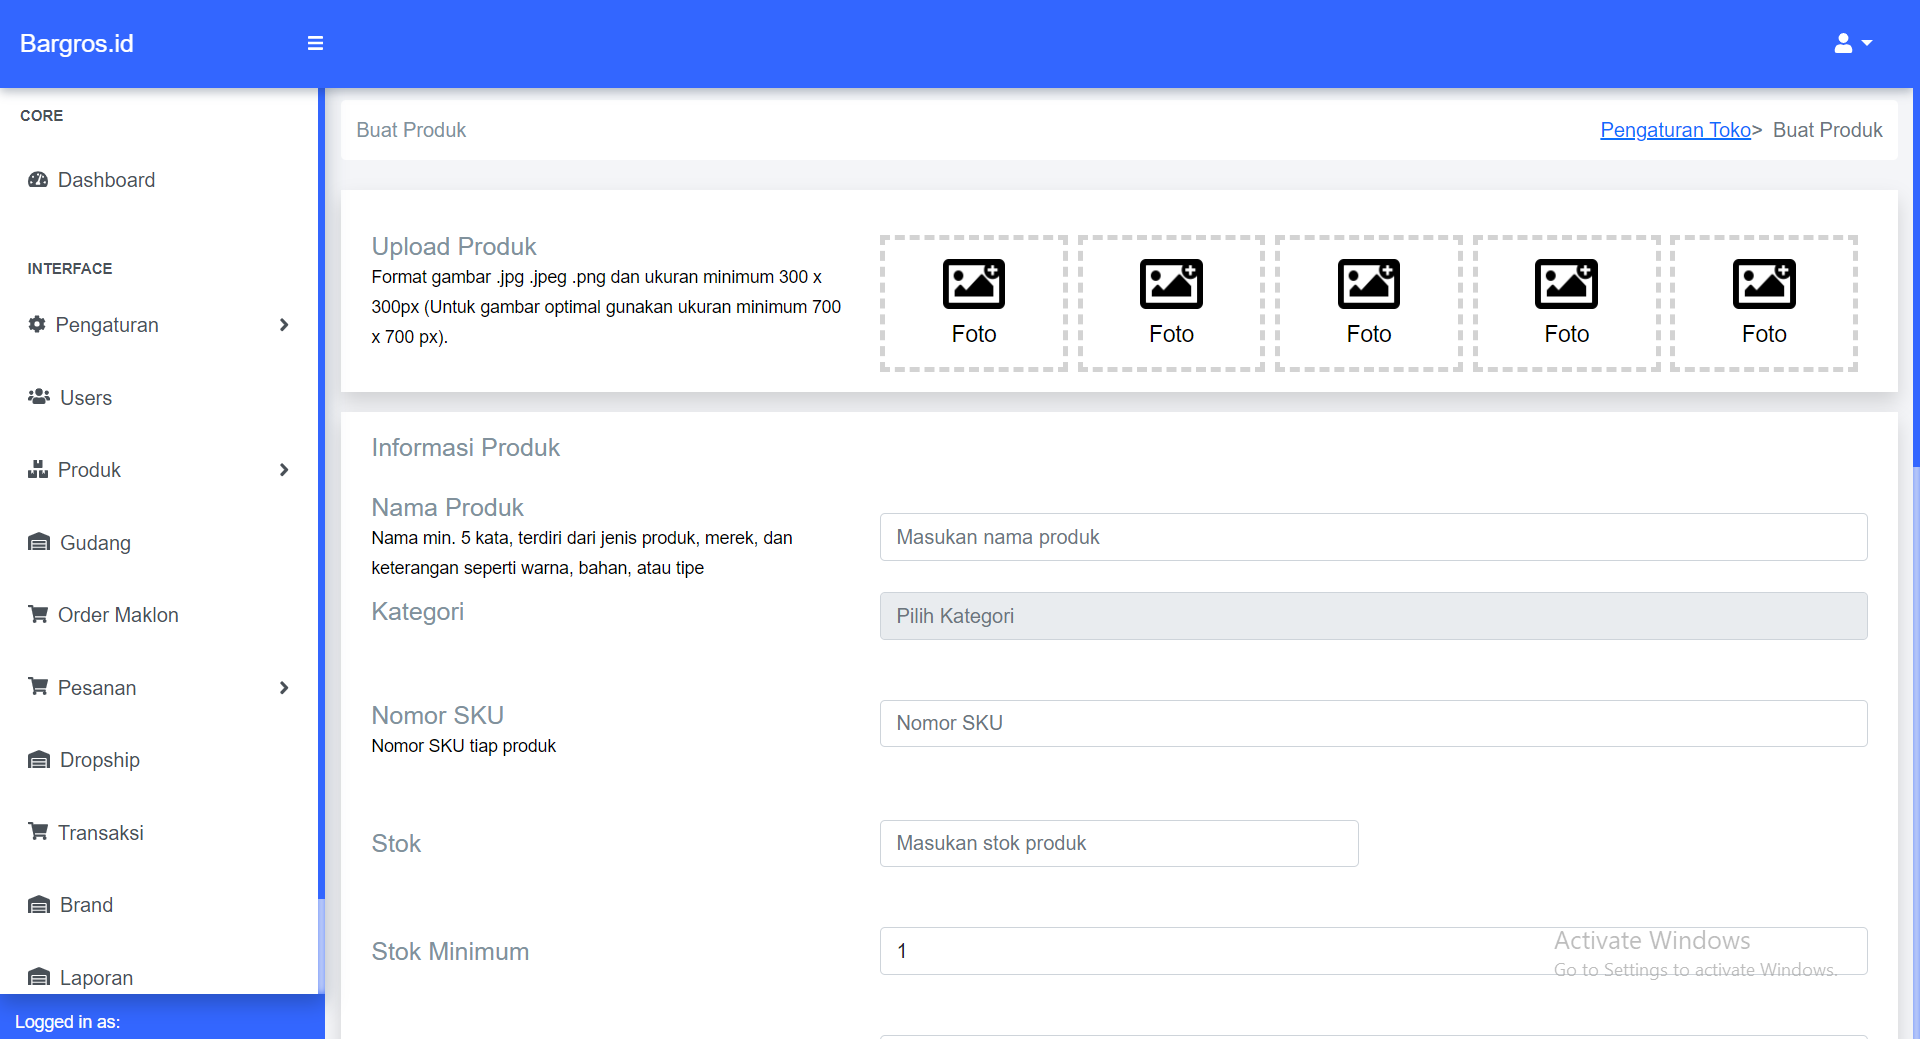 Bargros.id
CORE
Dashboard
INTERFACE
Pengaturan
Users
Produk
Gudang
Order Maklon
Pesanan
Dropship
Transaksi
Brand
Laporan
Logged in as:
Buat Produk
Pengaturan Toko> Buat Produk
Upload Produk
Format gambar .jpg .jpeg .png dan ukuran minimum 300 x
300px (Untuk gambar optimal gunakan ukuran minimum 700
x 700 px).
Foto
Foto
Foto
Foto
Foto
Informasi Produk
Nama Produk
Nama min. 5 kata, terdiri dari jenis produk, merek, dan
keterangan seperti warna, bahan, atau tipe
Masukan nama produk
Kategori
Pilih Kategori
Nomor SKU
Nomor SKU tiap produk
Nomor SKU
Stok
Masukan stok produk
Stok Minimum
1
Activate Windows
Go to Settings to activate Windows.